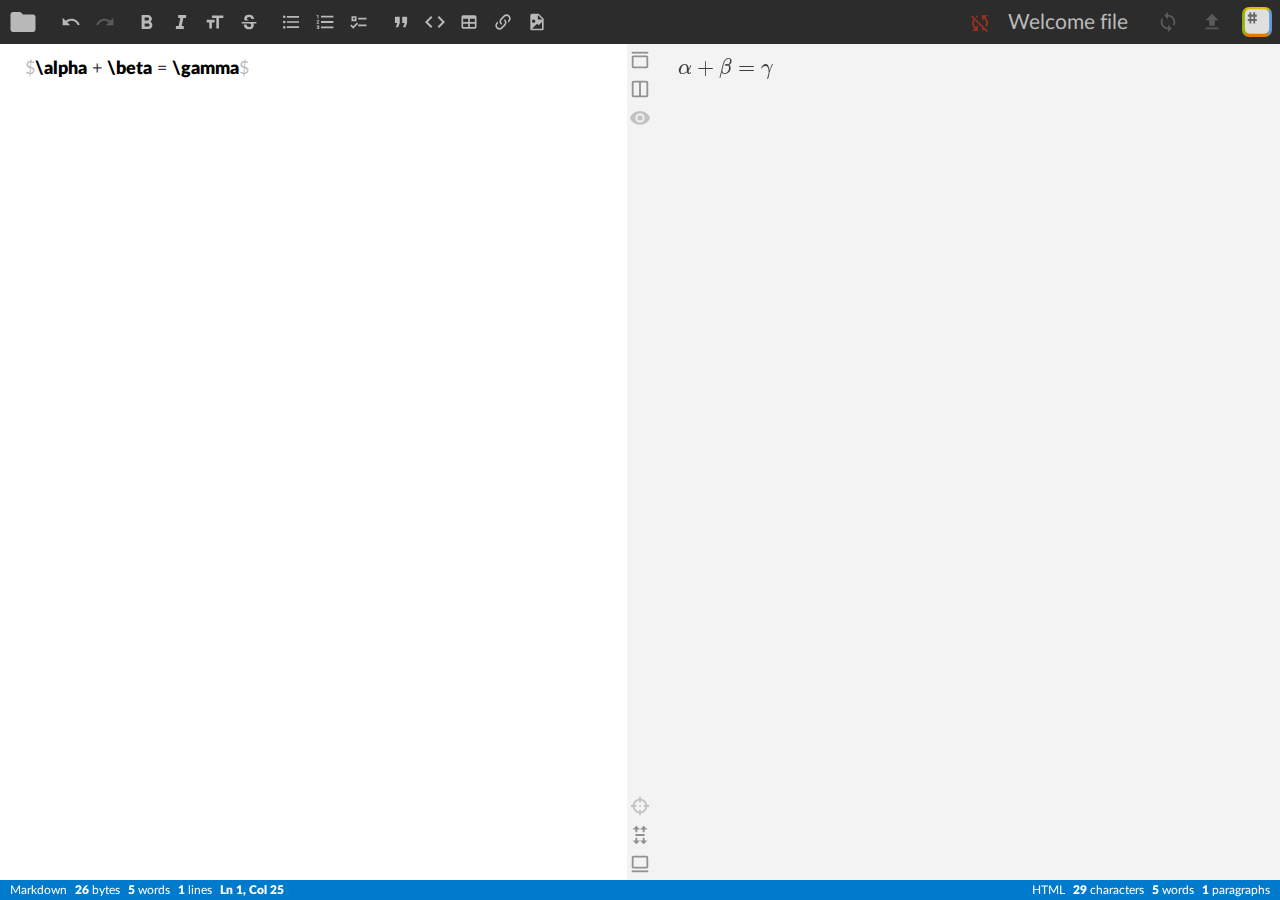 Welcome file
$\alpha + \beta = \gamma$
α + β = γ
Markdown 26 bytes 5 words 1 lines Ln 1, Col 25
HTML 29 characters 5 words 1 paragraphs